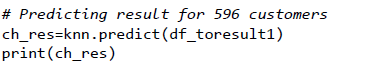 # Predicting result for 596 customers
ch_res=knn.predict(df_toresult1)
print(ch_res)